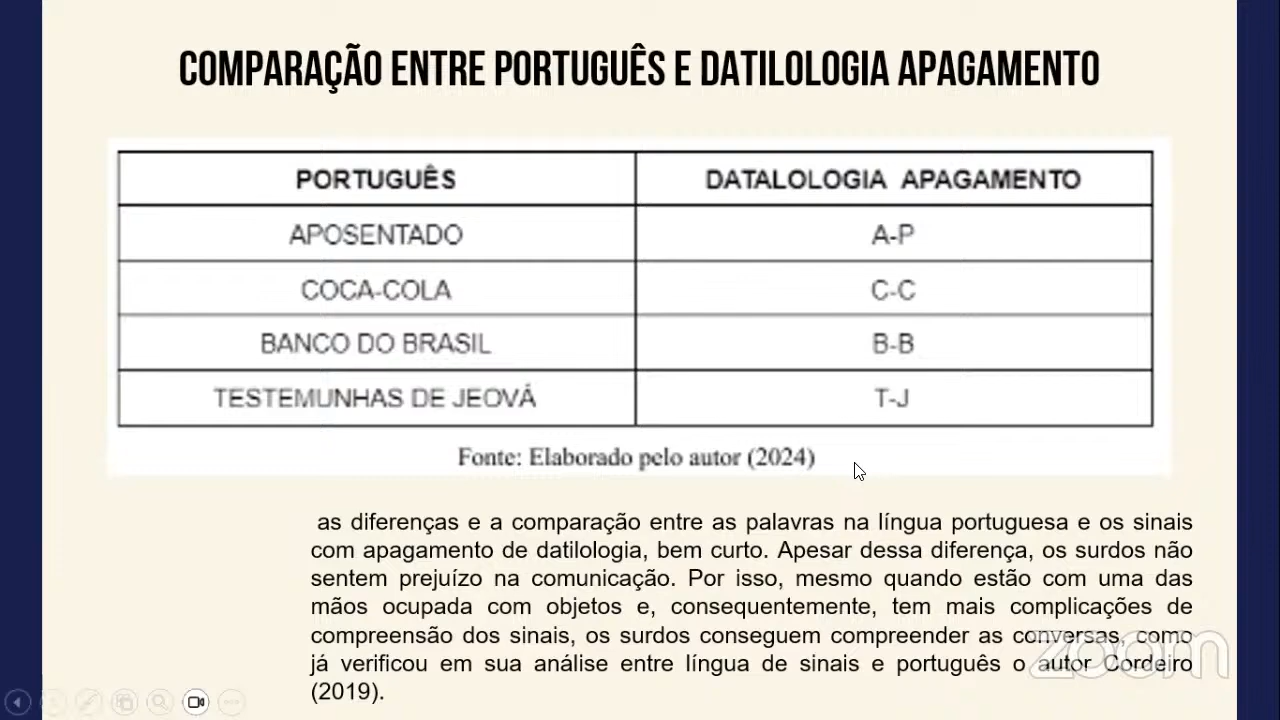 COMPARAÇÃO ENTRE PORTUGUÊS E DATILOLOGIA APAGAMENTO
PORTUGUÊS DATALOLOGIA APAGAMENTO
APOSENTADO A-P
COCA-COLA C-C
BANCO DO BRASIL B-B
TESTEMUNHAS DE JEOVÁ T-J
Fonte: Elaborado pelo autor (2024)
as diferenças e a comparação entre as palavras na língua portuguesa e os sinais
com apagamento de datilologia, bem curto. Apesar dessa diferença, os surdos não
sentem prejuízo na comunicação. Por isso, mesmo quando estão com uma das
mãos ocupada com objetos e, consequentemente, tem mais complicações de
compreensão dos sinais, os surdos conseguem compreender as conversas, como
já verificou em sua análise entre língua de sinais e português o autor Cordeiro
(2019).
zoom